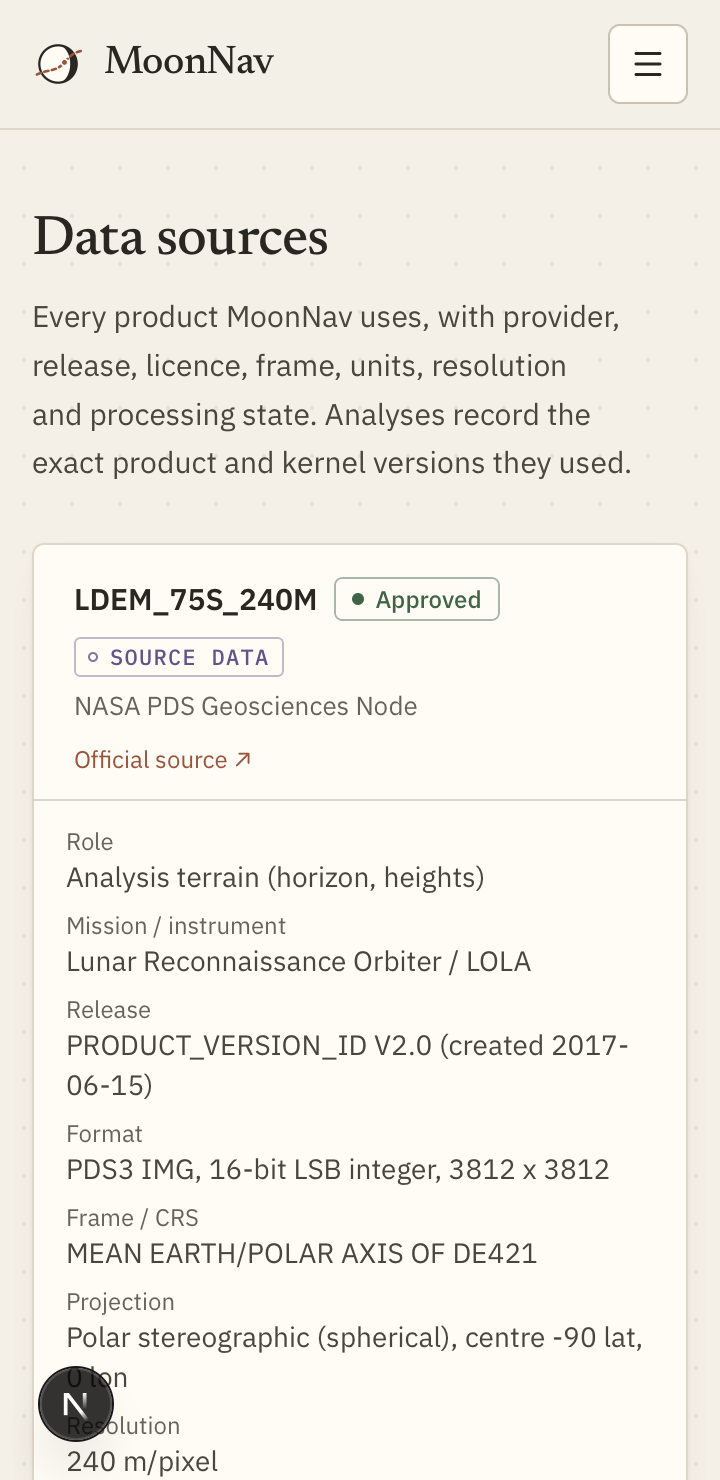 MoonNav
Data sources
Every product MoonNav uses, with provider,
release, licence, frame, units, resolution
and processing state. Analyses record the
exact product and kernel versions they used.
LDEM_75S_240M
Approved
SOURCE DATA
NASA PDS Geosciences Node
Official source ↗
Role
Analysis terrain (horizon, heights)
Mission / instrument
Lunar Reconnaissance Orbiter / LOLA
Release
PRODUCT_VERSION_ID V2.0 (created 2017-
06-15)
Format
PDS3 IMG, 16-bit LSB integer, 3812 x 3812
Frame / CRS
MEAN EARTH/POLAR AXIS OF DE421
Projection
Polar stereographic (spherical), centre -90 lat,
0 lon
N
Resolution
240 m/pixel